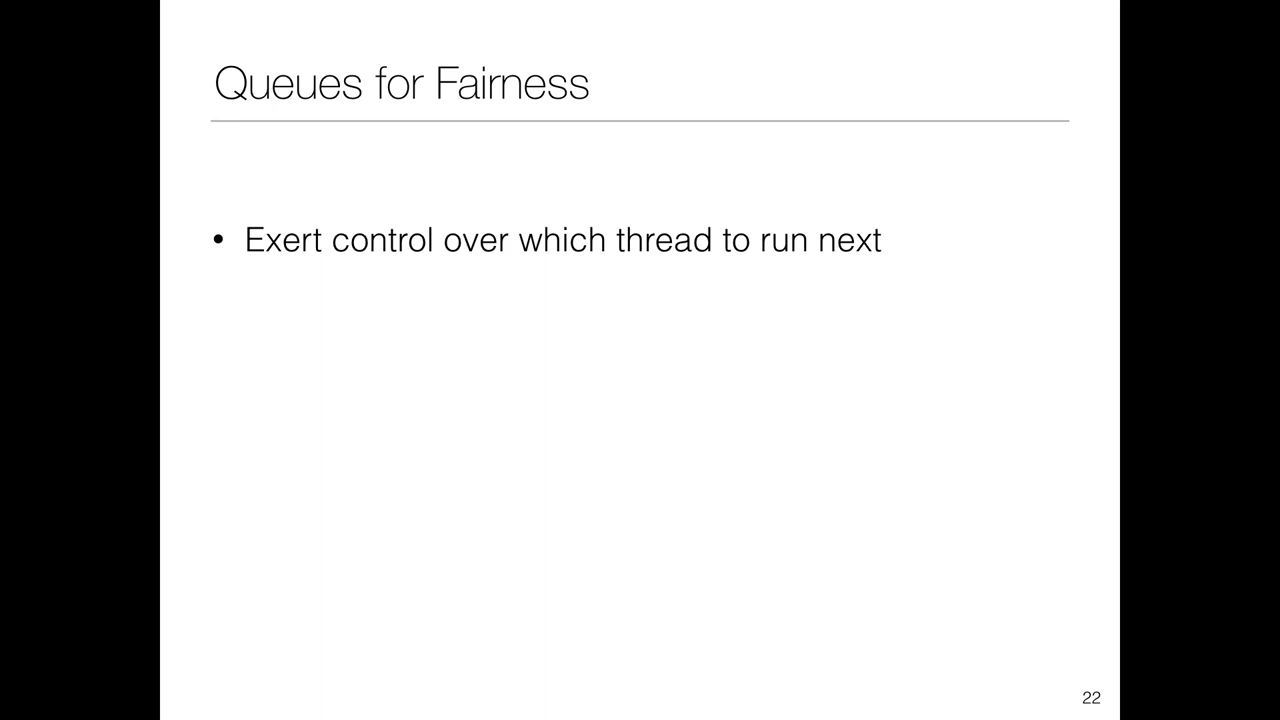 Queues for Fairness
• Exert control over which thread to run next
22